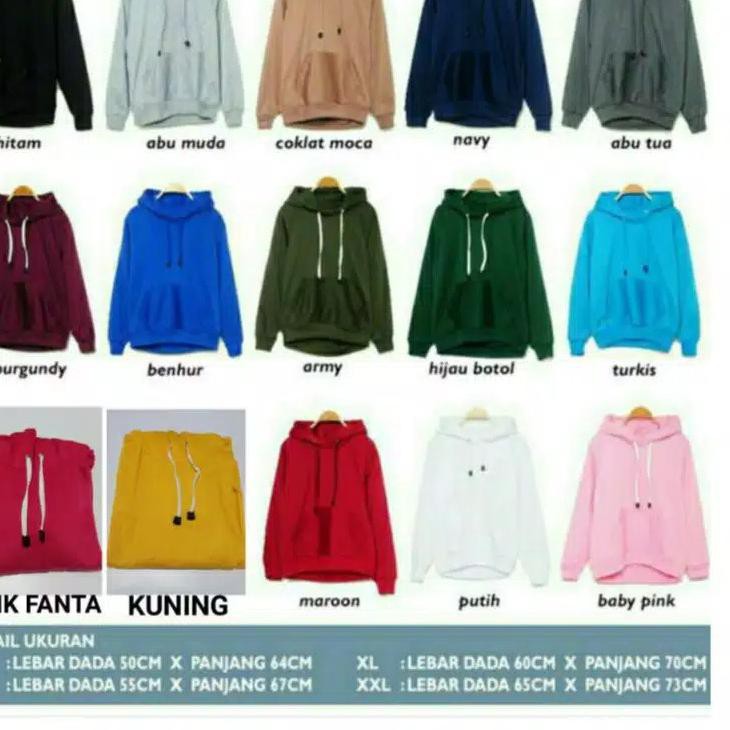 hitam abu muda coklat moca navy abu tua
burgundy benhur army hijau botol turkis
FANTA KUNING maroon putih baby pink
UKURAN
:LEBAR DADA 50CM X PANJANG 64CM XL :LEBAR DADA 60CM X PANJANG 70CM
:LEBAR DADA 55CM X PANJANG 67CM XXL :LEBAR DADA 65CM X PANJANG 73CM